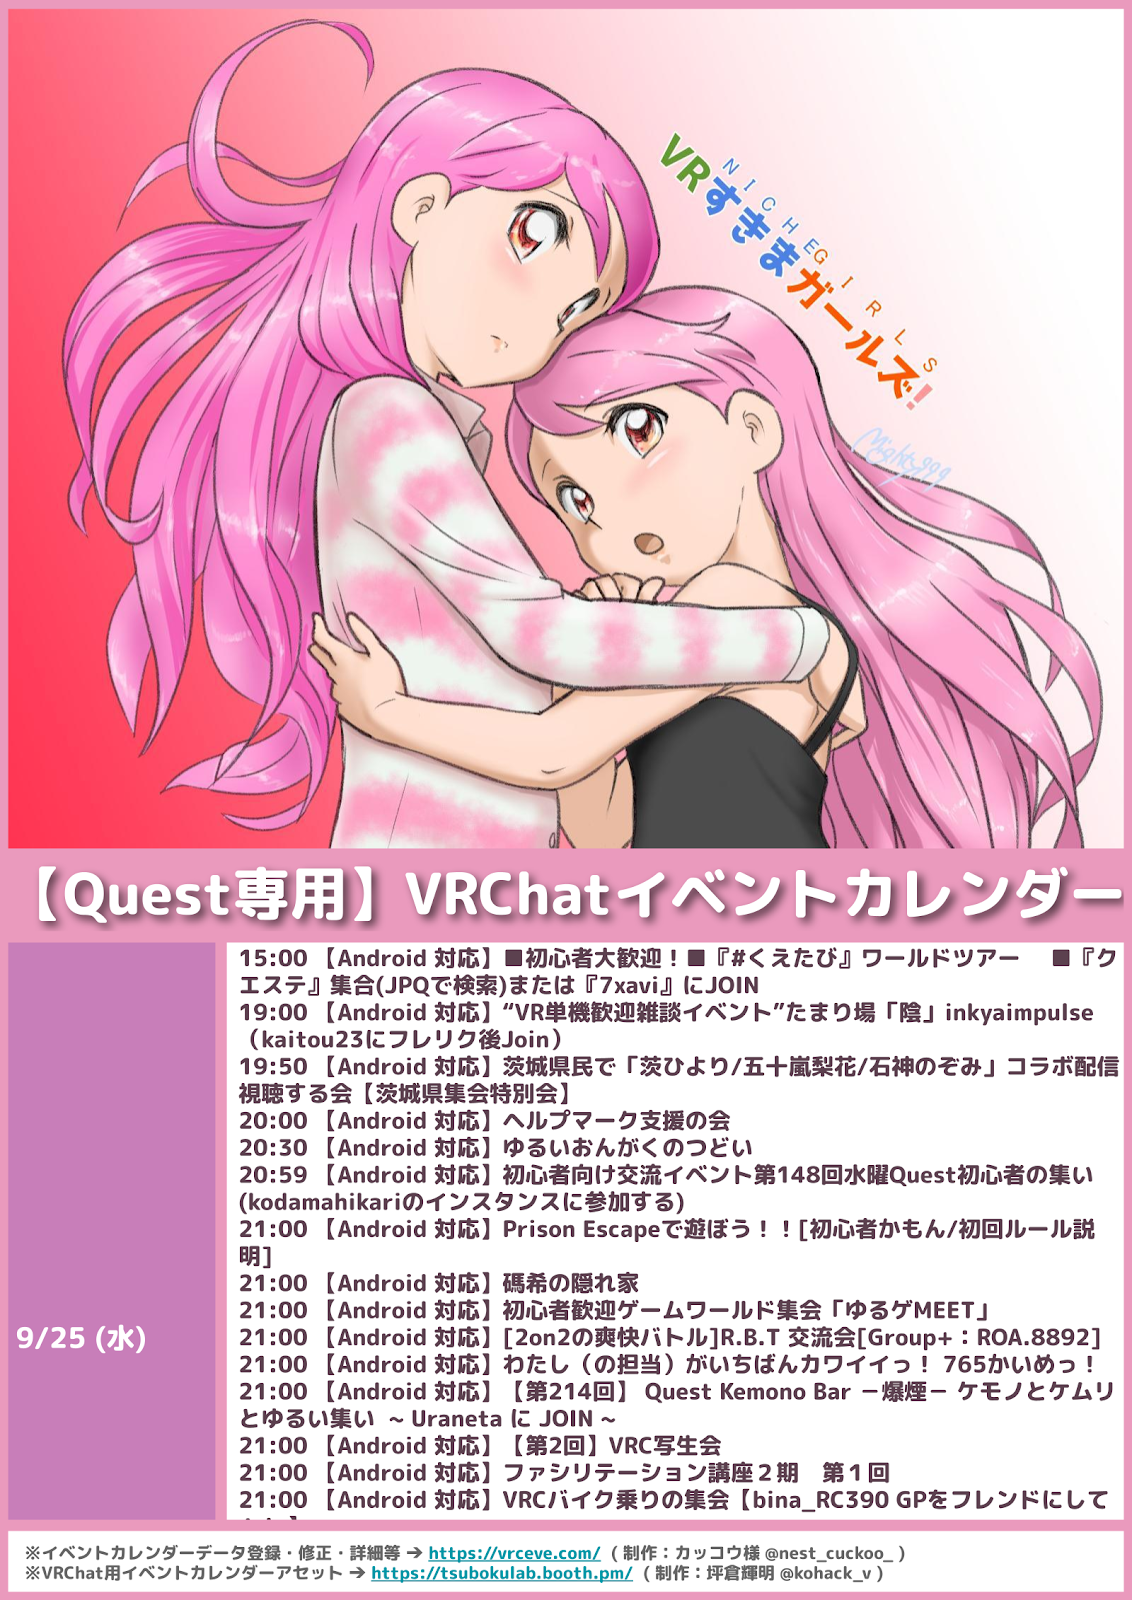 NICHE GIRLS
VRすきまガールズ!
Mighty999
【Quest専用】VRChatイベントカレンダー
9/25 (水)
15:00 【Android 対応】■初心者大歓迎！■『#くえたび』ワールドツアー　■『ク
エステ』集合(JPQで検索)または『7xavi』にJOIN
19:00 【Android 対応】“VR単機歓迎雑談イベント”たまり場「陰」inkyaimpulse
（kaitou23にフレリク後Join）
19:50 【Android 対応】茨城県民で「茨ひより/五十嵐梨花/石神のぞみ」コラボ配信
視聴する会【茨城県集会特別会】
20:00 【Android 対応】ヘルプマーク支援の会
20:30 【Android 対応】ゆるいおんがくのつどい
20:59 【Android 対応】初心者向け交流イベント第148回水曜Quest初心者の集い
(kodamahikariのインスタンスに参加する)
21:00 【Android 対応】Prison Escapeで遊ぼう！！[初心者かもん/初回ルール説
明]
21:00 【Android 対応】碼希の隠れ家
21:00 【Android 対応】初心者歓迎ゲームワールド集会「ゆるゲMEET」
21:00 【Android 対応】[2on2の爽快バトル]R.B.T 交流会[Group+：ROA.8892]
21:00 【Android 対応】わたし（の担当）がいちばんカワイイっ！ 765かいめっ！
21:00 【Android 対応】【第214回】 Quest Kemono Bar －爆煙－ ケモノとケムリ
とゆるい集い ～ Uraneta に JOIN ～
21:00 【Android 対応】【第2回】VRC写生会
21:00 【Android 対応】ファシリテーション講座２期　第１回
21:00 【Android 対応】VRCバイク乗りの集会【bina_RC390 GPをフレンドにして
※イベントカレンダーデータ登録・修正・詳細等 → https://vrceve.com/ ( 制作：カッコウ様 @nest_cuckoo_ )
※VRChat用イベントカレンダーアセット → https://tsubokulab.booth.pm/ ( 制作：坪倉輝明 @kohack_v )